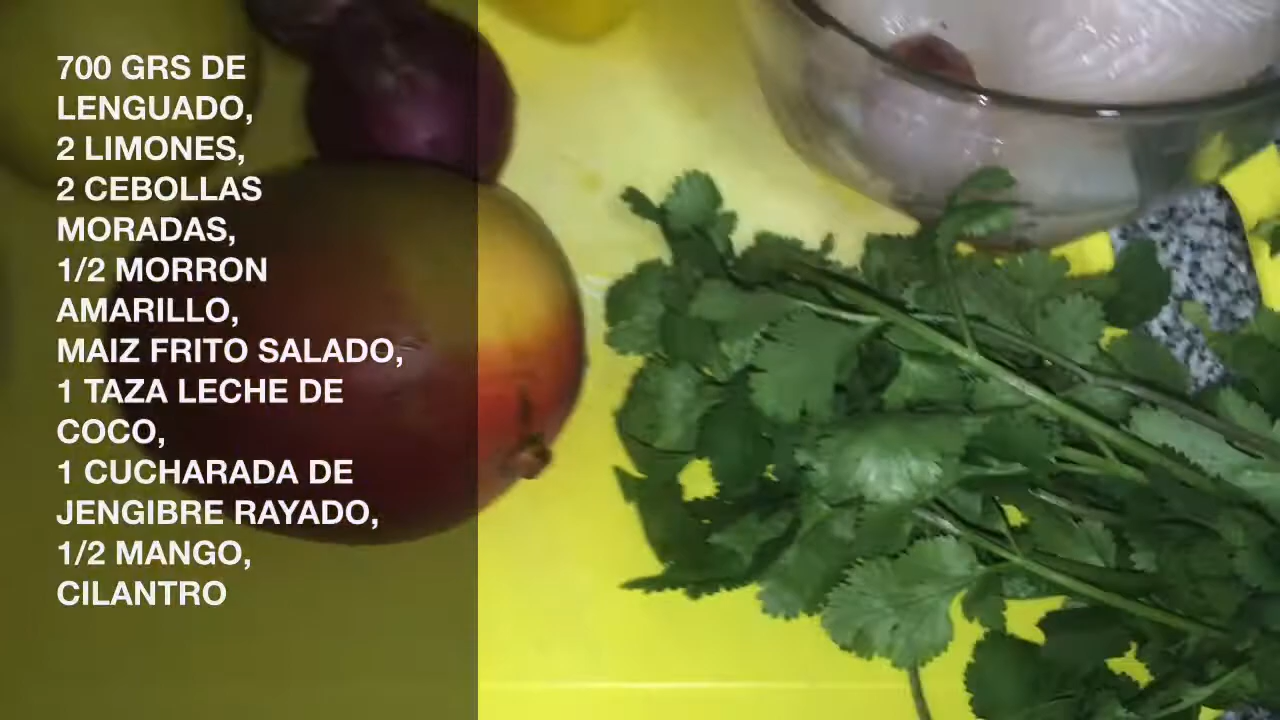 700 GRS DE
LENGUADO,
2 LIMONES,
2 CEBOLLAS
MORADAS,
1/2 MORRON
AMARILLO,
MAIZ FRITO SALADO,
1 TAZA LECHE DE
COCO,
1 CUCHARADA DE
JENGIBRE RAYADO,
1/2 MANGO,
CILANTRO